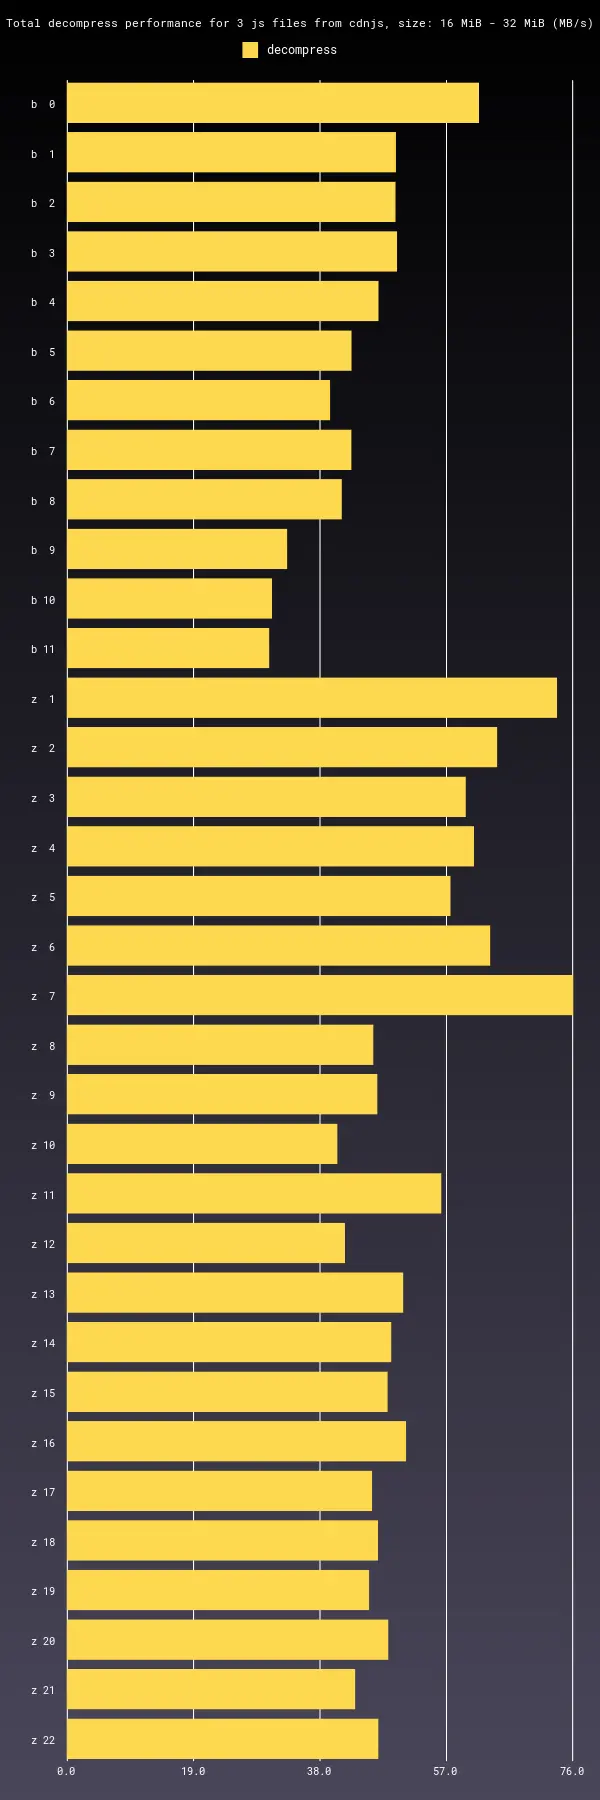 Total decompress performance for 3 js files from cdnjs, size: 16 MiB - 32 MiB (MB/s)
decompress
b 0
b 1
b 2
b 3
b 4
b 5
b 6
b 7
b 8
b 9
b 10
b 11
z 1
z 2
z 3
z 4
z 5
z 6
z 7
z 8
z 9
z 10
z 11
z 12
z 13
z 14
z 15
z 16
z 17
z 18
z 19
z 20
z 21
z 22
0.0 19.0 38.0 57.0 76.0